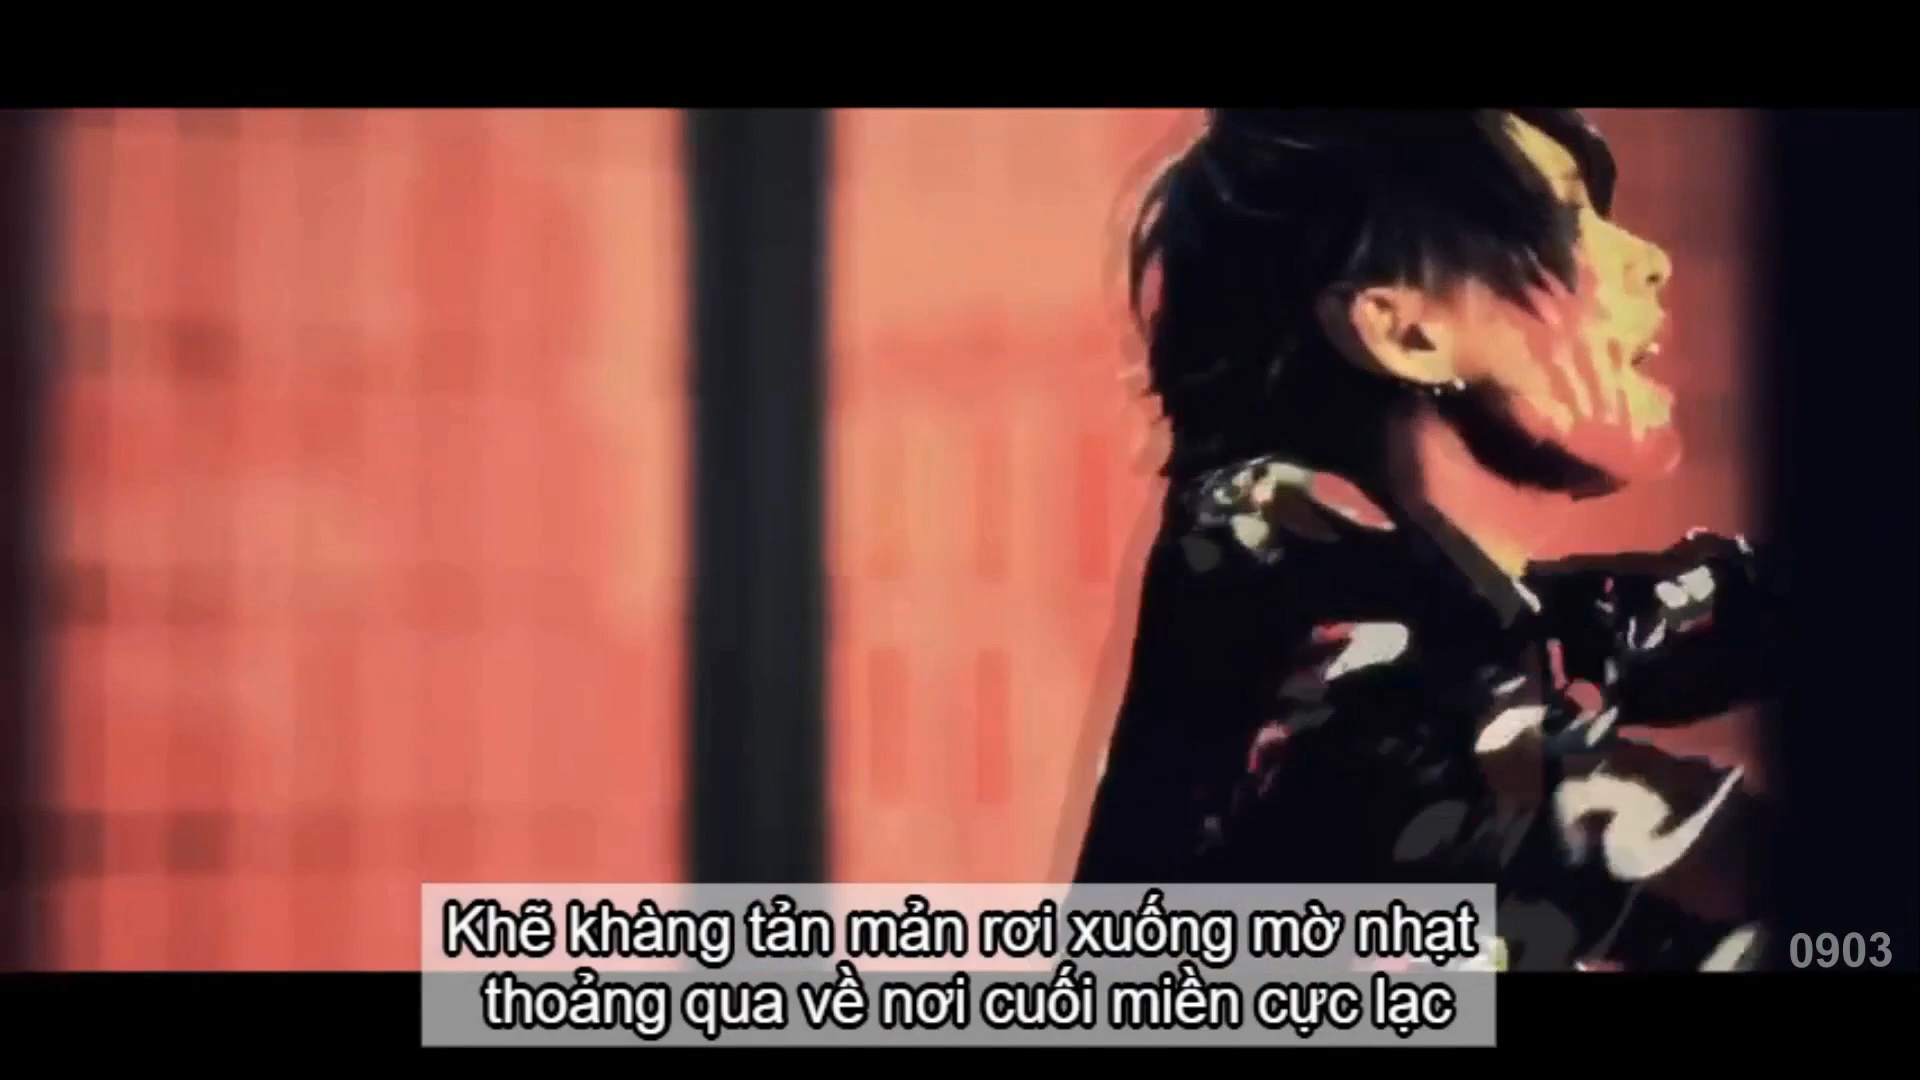 Khẽ khàng tản mản rơi xuống mờ nhạt
thoảng qua về nơi cuối miền cực lạc
0903